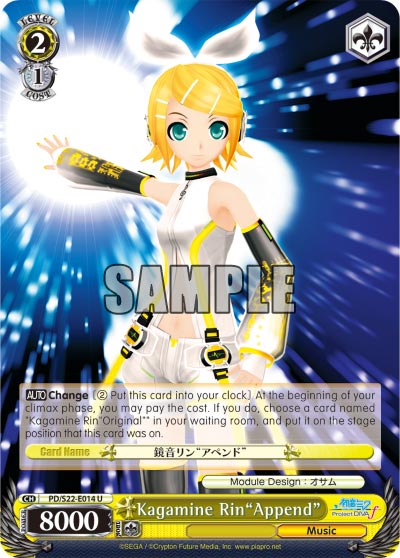 LEVEL
2
1
COST
SAMPLE
AUTO Change [② Put this card into your clock] At the beginning of your
climax phase, you may pay the cost. If you do, choose a card named
"Kagamine Rin"Original"" in your waiting room, and put it on the stage
position that this card was on.
Card Name
鏡音リン“アペンド”
Module Design：オサム
CH
PD/S22-E014 U
POWER
8000
Kagamine Rin“Append”
初音ミク
Project DIVA f
Music
©SEGA / ©Crypton Future Media, Inc. www.piapro.net